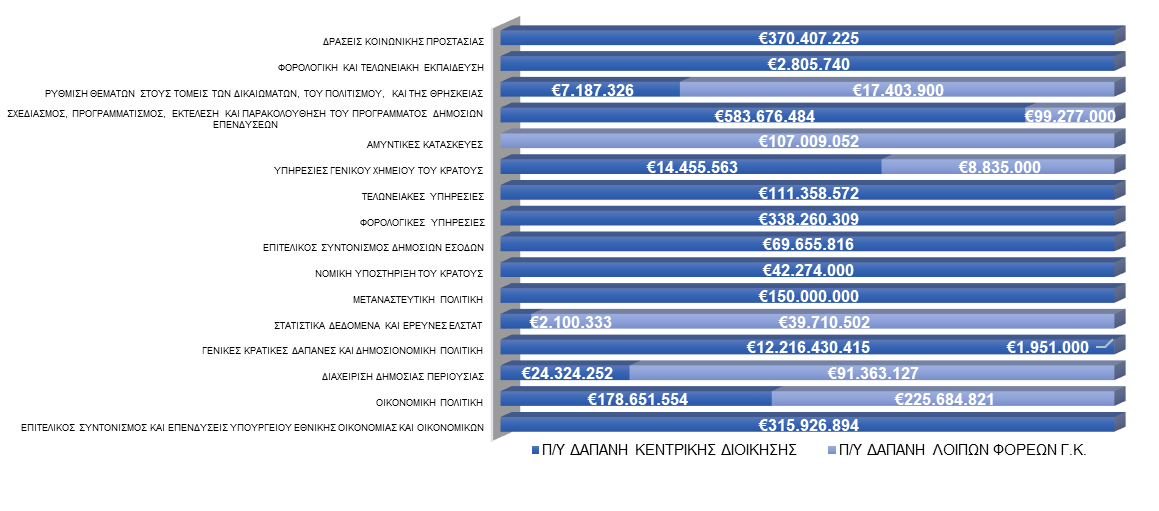 ΔΡΑΣΕΙΣ ΚΟΙΝΩΝΙΚΗΣ ΠΡΟΣΤΑΣΙΑΣ €370.407.225
ΦΟΡΟΛΟΓΙΚΗ ΚΑΙ ΤΕΛΩΝΕΙΑΚΗ ΕΚΠΑΙΔΕΥΣΗ €2.805.740
ΡΥΘΜΙΣΗ ΘΕΜΑΤΩΝ ΣΤΟΥΣ ΤΟΜΕΙΣ ΤΩΝ ΔΙΚΑΙΩΜΑΤΩΝ, ΤΟΥ ΠΟΛΙΤΙΣΜΟΥ, ΚΑΙ ΤΗΣ ΘΡΗΣΚΕΙΑΣ €7.187.326 €17.403.900
ΣΧΕΔΙΑΣΜΟΣ, ΠΡΟΓΡΑΜΜΑΤΙΣΜΟΣ, ΕΚΤΕΛΕΣΗ ΚΑΙ ΠΑΡΑΚΟΛΟΥΘΗΣΗ ΤΟΥ ΠΡΟΓΡΑΜΜΑΤΟΣ ΔΗΜΟΣΙΩΝ
ΕΠΕΝΔΥΣΕΩΝ €583.676.484 €99.277.000
ΑΜΥΝΤΙΚΕΣ ΚΑΤΑΣΚΕΥΕΣ €107.009.052
ΥΠΗΡΕΣΙΕΣ ΓΕΝΙΚΟΥ ΧΗΜΕΙΟΥ ΤΟΥ ΚΡΑΤΟΥΣ €14.455.563 €8.835.000
ΤΕΛΩΝΕΙΑΚΕΣ ΥΠΗΡΕΣΙΕΣ €111.358.572
ΦΟΡΟΛΟΓΙΚΕΣ ΥΠΗΡΕΣΙΕΣ €338.260.309
ΕΠΙΤΕΛΙΚΟΣ ΣΥΝΤΟΝΙΣΜΟΣ ΔΗΜΟΣΙΩΝ ΕΣΟΔΩΝ €69.655.816
ΝΟΜΙΚΗ ΥΠΟΣΤΗΡΙΞΗ ΤΟΥ ΚΡΑΤΟΥΣ €42.274.000
ΜΕΤΑΝΑΣΤΕΥΤΙΚΗ ΠΟΛΙΤΙΚΗ €150.000.000
ΣΤΑΤΙΣΤΙΚΑ ΔΕΔΟΜΕΝΑ ΚΑΙ ΕΡΕΥΝΕΣ ΕΛΣΤΑΤ €2.100.333 €39.710.502
ΓΕΝΙΚΕΣ ΚΡΑΤΙΚΕΣ ΔΑΠΑΝΕΣ ΚΑΙ ΔΗΜΟΣΙΟΝΟΜΙΚΗ ΠΟΛΙΤΙΚΗ €12.216.430.415 €1.951.000
ΔΙΑΧΕΙΡΙΣΗ ΔΗΜΟΣΙΑΣ ΠΕΡΙΟΥΣΙΑΣ €24.324.252 €91.363.127
ΟΙΚΟΝΟΜΙΚΗ ΠΟΛΙΤΙΚΗ €178.651.554 €225.684.821
ΕΠΙΤΕΛΙΚΟΣ ΣΥΝΤΟΝΙΣΜΟΣ ΚΑΙ ΕΠΕΝΔΥΣΕΙΣ ΥΠΟΥΡΓΕΙΟΥ ΕΘΝΙΚΗΣ ΟΙΚΟΝΟΜΙΑΣ ΚΑΙ ΟΙΚΟΝΟΜΙΚΩΝ €315.926.894
Π/Υ ΔΑΠΑΝΗ ΚΕΝΤΡΙΚΗΣ ΔΙΟΙΚΗΣΗΣ Π/Υ ΔΑΠΑΝΗ ΛΟΙΠΩΝ ΦΟΡΕΩΝ Γ.Κ.